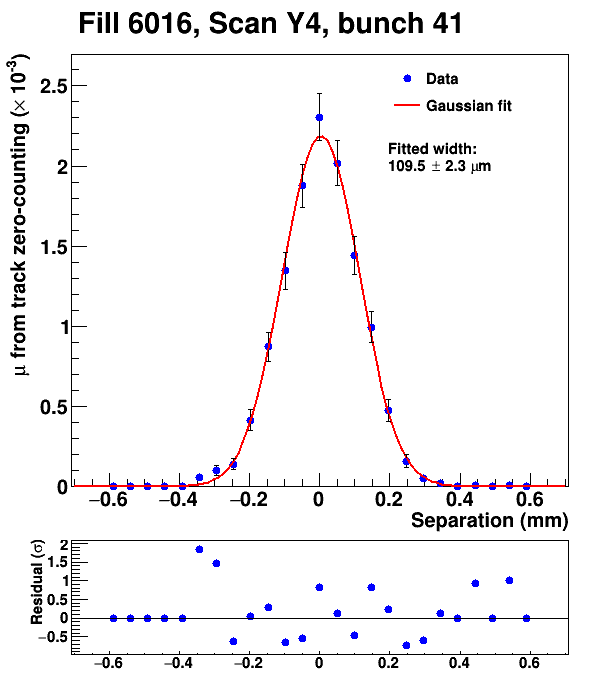 Fill 6016, Scan Y4, bunch 41
μ from track zero-counting (× 10⁻³)
2.5
2
1.5
1
0.5
0
Data
Gaussian fit
Fitted width:
109.5 ± 2.3 μm
−0.6 −0.4 −0.2 0 0.2 0.4 0.6
Separation (mm)
Residual (σ)
2
1.5
1
0.5
0
−0.5
−0.6 −0.4 −0.2 0 0.2 0.4 0.6